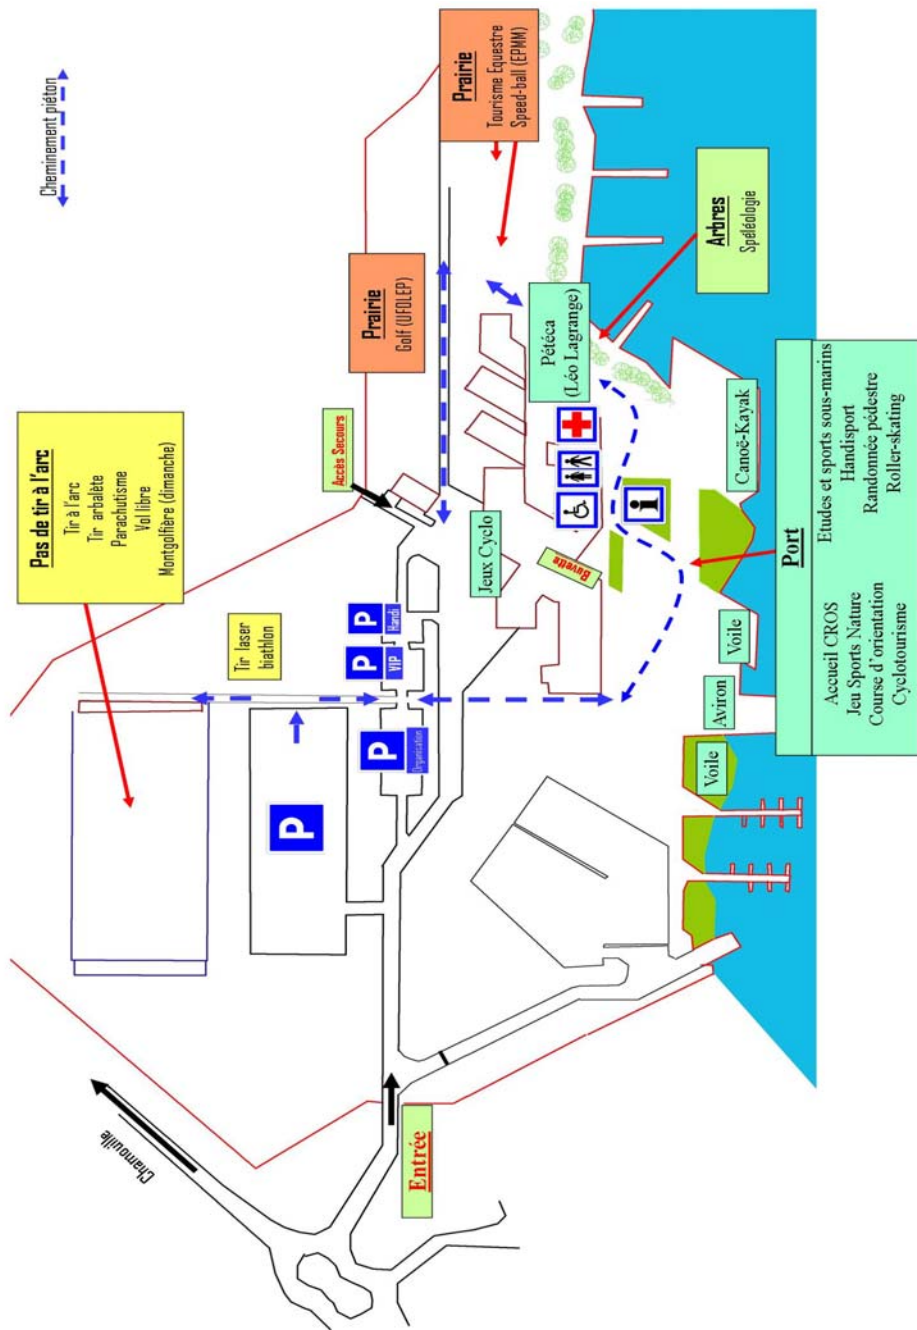 Cheminement piéton
Prairie
Tourisme Equestre
Speed-ball (EPMM)
Prairie
Golf (UFOLEP)
Pas de tir à l'arc
Tir à l'arc
Tir arbalète
Parachutisme
Vol libre
Montgolfière (dimanche)
Accès Secours
Tir laser
biathlon
P
Handi
P
VIP
P
Organisation
P
Jeux Cyclo
Buvette
Pétéca
(Léo Lagrange)
i
Arbres
Spéléologie
Canoë-Kayak
Voile
Aviron
Voile
Port
Accueil CROS
Jeu Sports Nature
Course d'orientation
Cyclotourisme
Etudes et sports sous-marins
Handisport
Randonnée pédestre
Roller-skating
Chamouille
Entrée